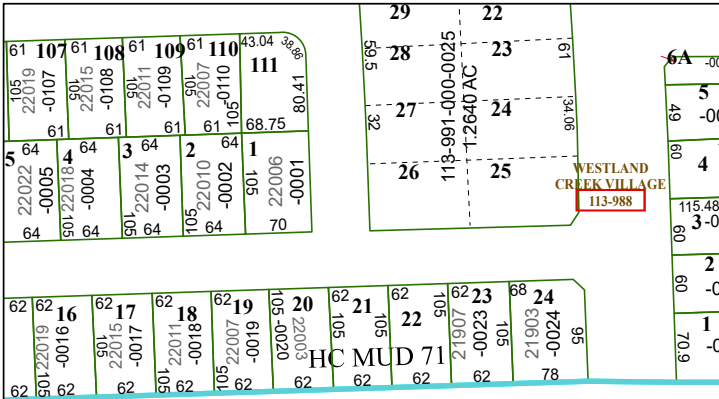 29 22
61 107 61 108 61 109 61 110 43.04 38.86
59.5 28 23 61
6A -00
22019 -0107 105 22015 -0108 105 22011 -0109 105 22007 -0110 105 111 80.41
501
113-991-000-0025
1.2640 AC
5 -00
49
61 61 61 68.75
32 27 24 34.06
5 64 4 64 3 64 2 64 1
60
22022 -0005 22018 -0004 22014 -0003 22010 -0002 105 22006 -0001
26 25
WESTLAND
CREEK VILLAGE
113-988
4
64 105 64 105 64 105 64 70
115.48
3 -0
60
2
60 -0
62 62 16 62 17 62 18 62 19 105 20 62 21 62 22 105 62 23 68 24
1
22019 -0016 105 22015 -0017 105 22011 -0018 22007 -0019 105 -0020 22003 105 105 21907 -0023 105 21903 -0024 95
70.9 -0
HC MUD 71
62 62 62 62 62 62 62 62 78